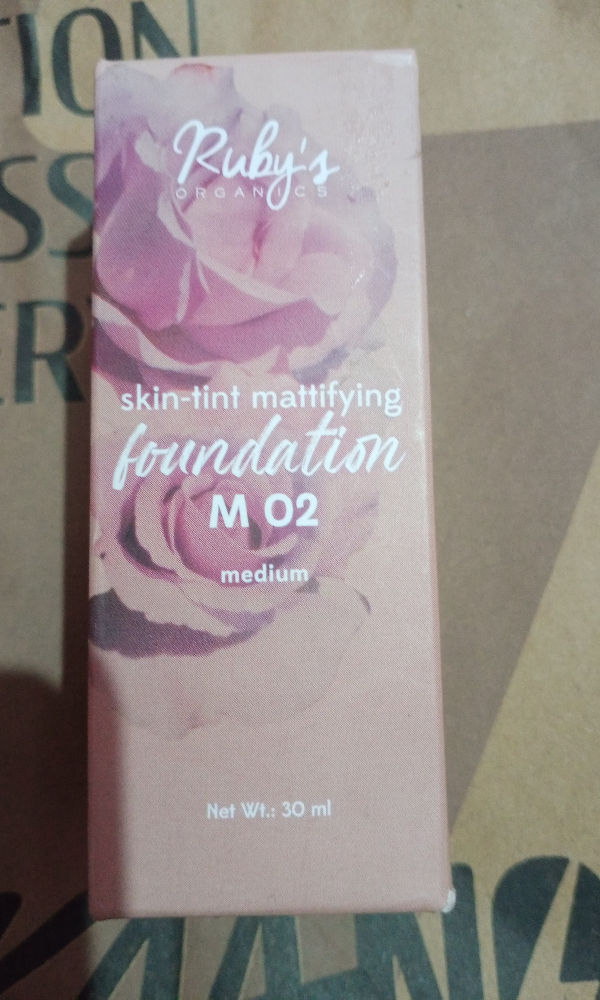 Ruby's
ORGANICS
skin-tint mattifying
foundation
M 02
medium
Net Wt.: 30 ml